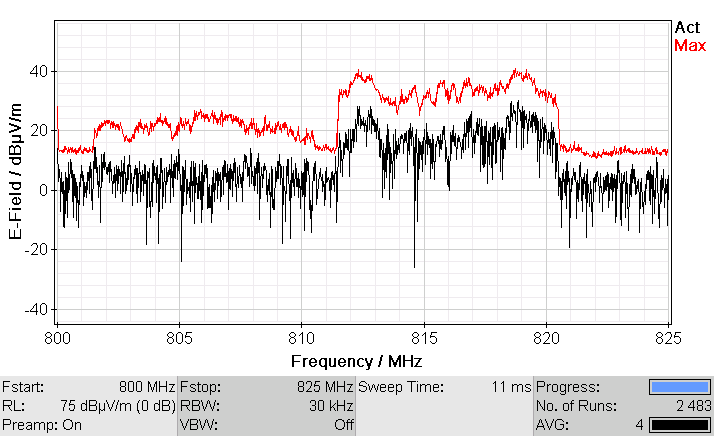 Act
Max
40
20
0
-20
-40
E-Field / dBµV/m
800 805 810 815 820 825
Frequency / MHz
Fstart: 800 MHz Fstop: 825 MHz Sweep Time: 11 ms Progress:
RL: 75 dBµV/m (0 dB) RBW: 30 kHz No. of Runs: 2 483
Preamp: On VBW: Off AVG: 4